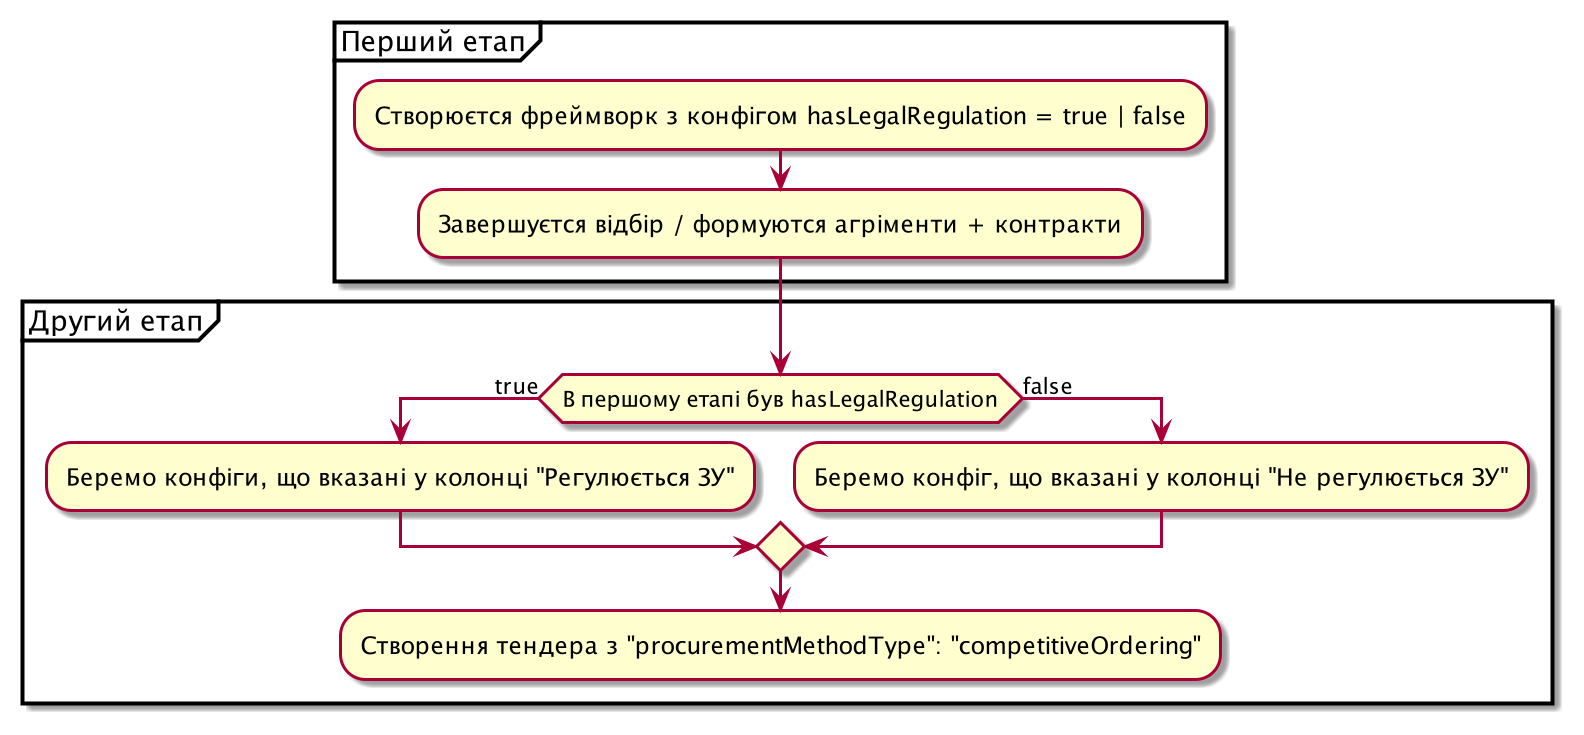 Перший етап
Створюєтся фреймворк з конфігом hasLegalRegulation = true | false
Завершуєтся відбір / формуются агріменти + контракти
Другий етап
true
В першому етапі був hasLegalRegulation
false
Беремо конфіги, що вказані у колонці "Регулюється ЗУ"
Беремо конфіг, що вказані у колонці "Не регулюється ЗУ"
Створення тендера з "procurementMethodType": "competitiveOrdering"